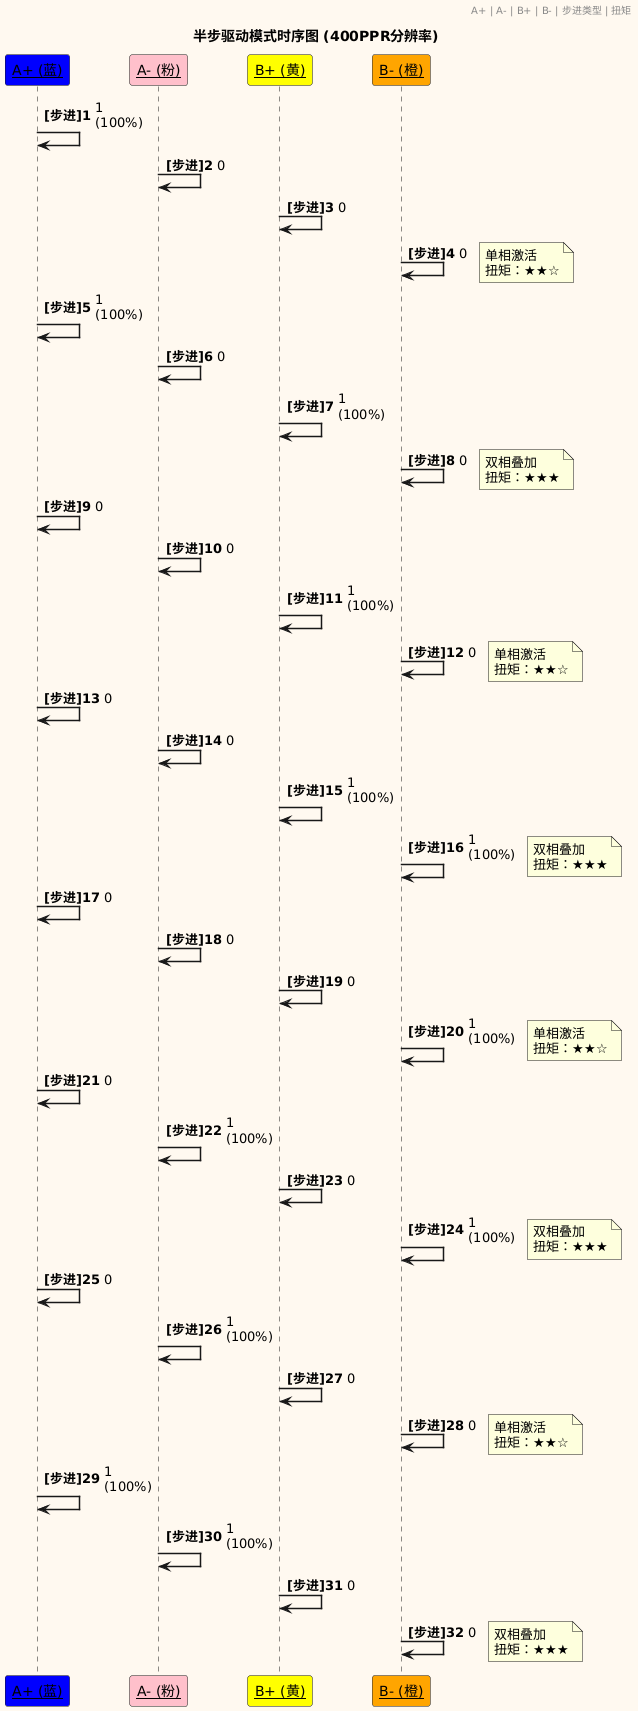 A+ | A- | B+ | B- | 步进类型 | 扭矩
半步驱动模式时序图 (400PPR分辨率)
A+ (蓝)
A- (粉)
B+ (黄)
B- (橙)
[步进]1 1
(100%)
[步进]2 0
[步进]3 0
[步进]4 0
单相激活
扭矩：★★☆
[步进]5 1
(100%)
[步进]6 0
[步进]7 1
(100%)
[步进]8 0
双相叠加
扭矩：★★★
[步进]9 0
[步进]10 0
[步进]11 1
(100%)
[步进]12 0
单相激活
扭矩：★★☆
[步进]13 0
[步进]14 0
[步进]15 1
(100%)
[步进]16 1
(100%)
双相叠加
扭矩：★★★
[步进]17 0
[步进]18 0
[步进]19 0
[步进]20 1
(100%)
单相激活
扭矩：★★☆
[步进]21 0
[步进]22 1
(100%)
[步进]23 0
[步进]24 1
(100%)
双相叠加
扭矩：★★★
[步进]25 0
[步进]26 1
(100%)
[步进]27 0
[步进]28 0
单相激活
扭矩：★★☆
[步进]29 1
(100%)
[步进]30 1
(100%)
[步进]31 0
[步进]32 0
双相叠加
扭矩：★★★
A+ (蓝)
A- (粉)
B+ (黄)
B- (橙)